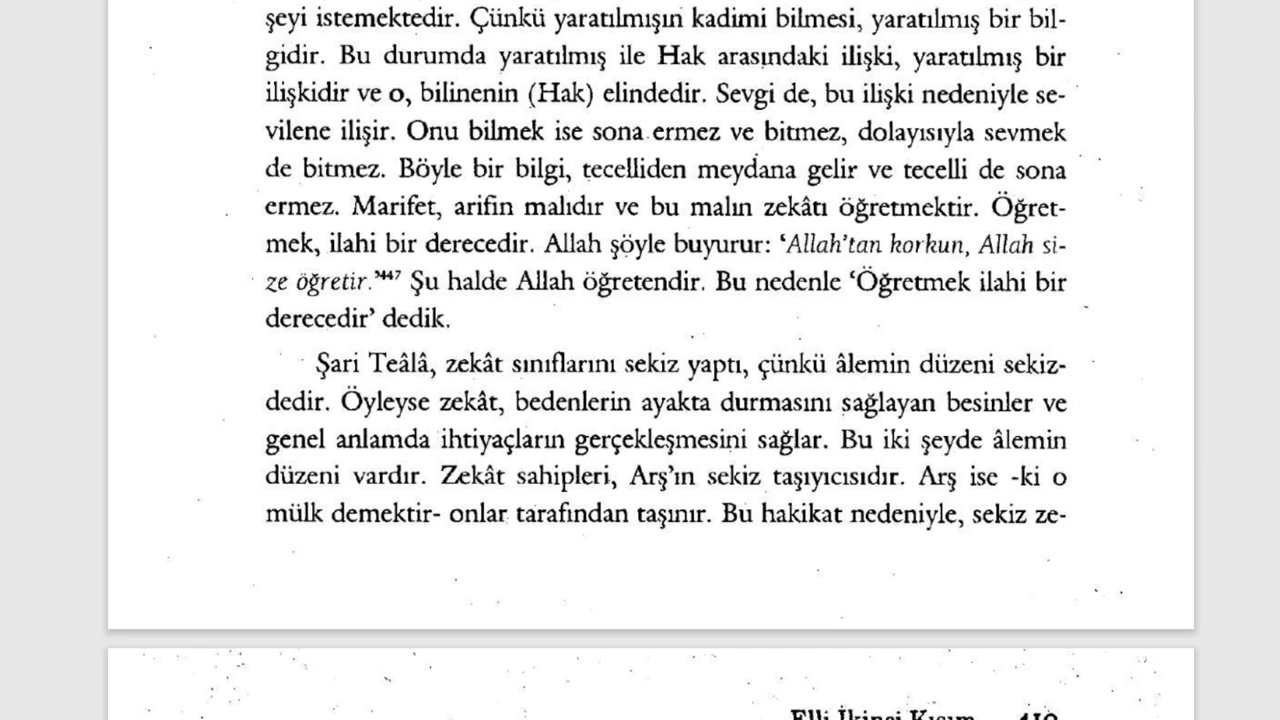 şeyi istemektedir. Çünkü yaratılmışın kadimi bilmesi, yaratılmış bir bil-
gidir. Bu durumda yaratılmış ile Hak arasındaki ilişki, yaratılmış bir
ilişkidir ve o, bilinenin (Hak) elindedir. Sevgi de, bu ilişki nedeniyle se-
vilene ilişir. Onu bilmek ise sona ermez ve bitmez, dolayısıyla sevmek
de bitmez. Böyle bir bilgi, tecelliden meydana gelir ve tecelli de sona
ermez. Marifet, arifin malıdır ve bu malın zekâtı öğretmektir. Öğret-
mek, ilahi bir derecedir. Allah şöyle buyurur: ‘Allah’tan korkun, Allah si-
ze öğretir.’⁴⁴⁷ Şu halde Allah öğretendir. Bu nedenle ‘Öğretmek ilahi bir
derecedir’ dedik.
Şari Teâlâ, zekât sınıflarını sekiz yaptı, çünkü âlemin düzeni sekiz-
dedir. Öyleyse zekât, bedenlerin ayakta durmasını sağlayan besinler ve
genel anlamda ihtiyaçların gerçekleşmesini sağlar. Bu iki şeyde âlemin
düzeni vardır. Zekât sahipleri, Arş’ın sekiz taşıyıcısıdır. Arş ise -ki o
mülk demektir- onlar tarafından taşınır. Bu hakikat nedeniyle, sekiz ze-
Elli İkinci Kısım